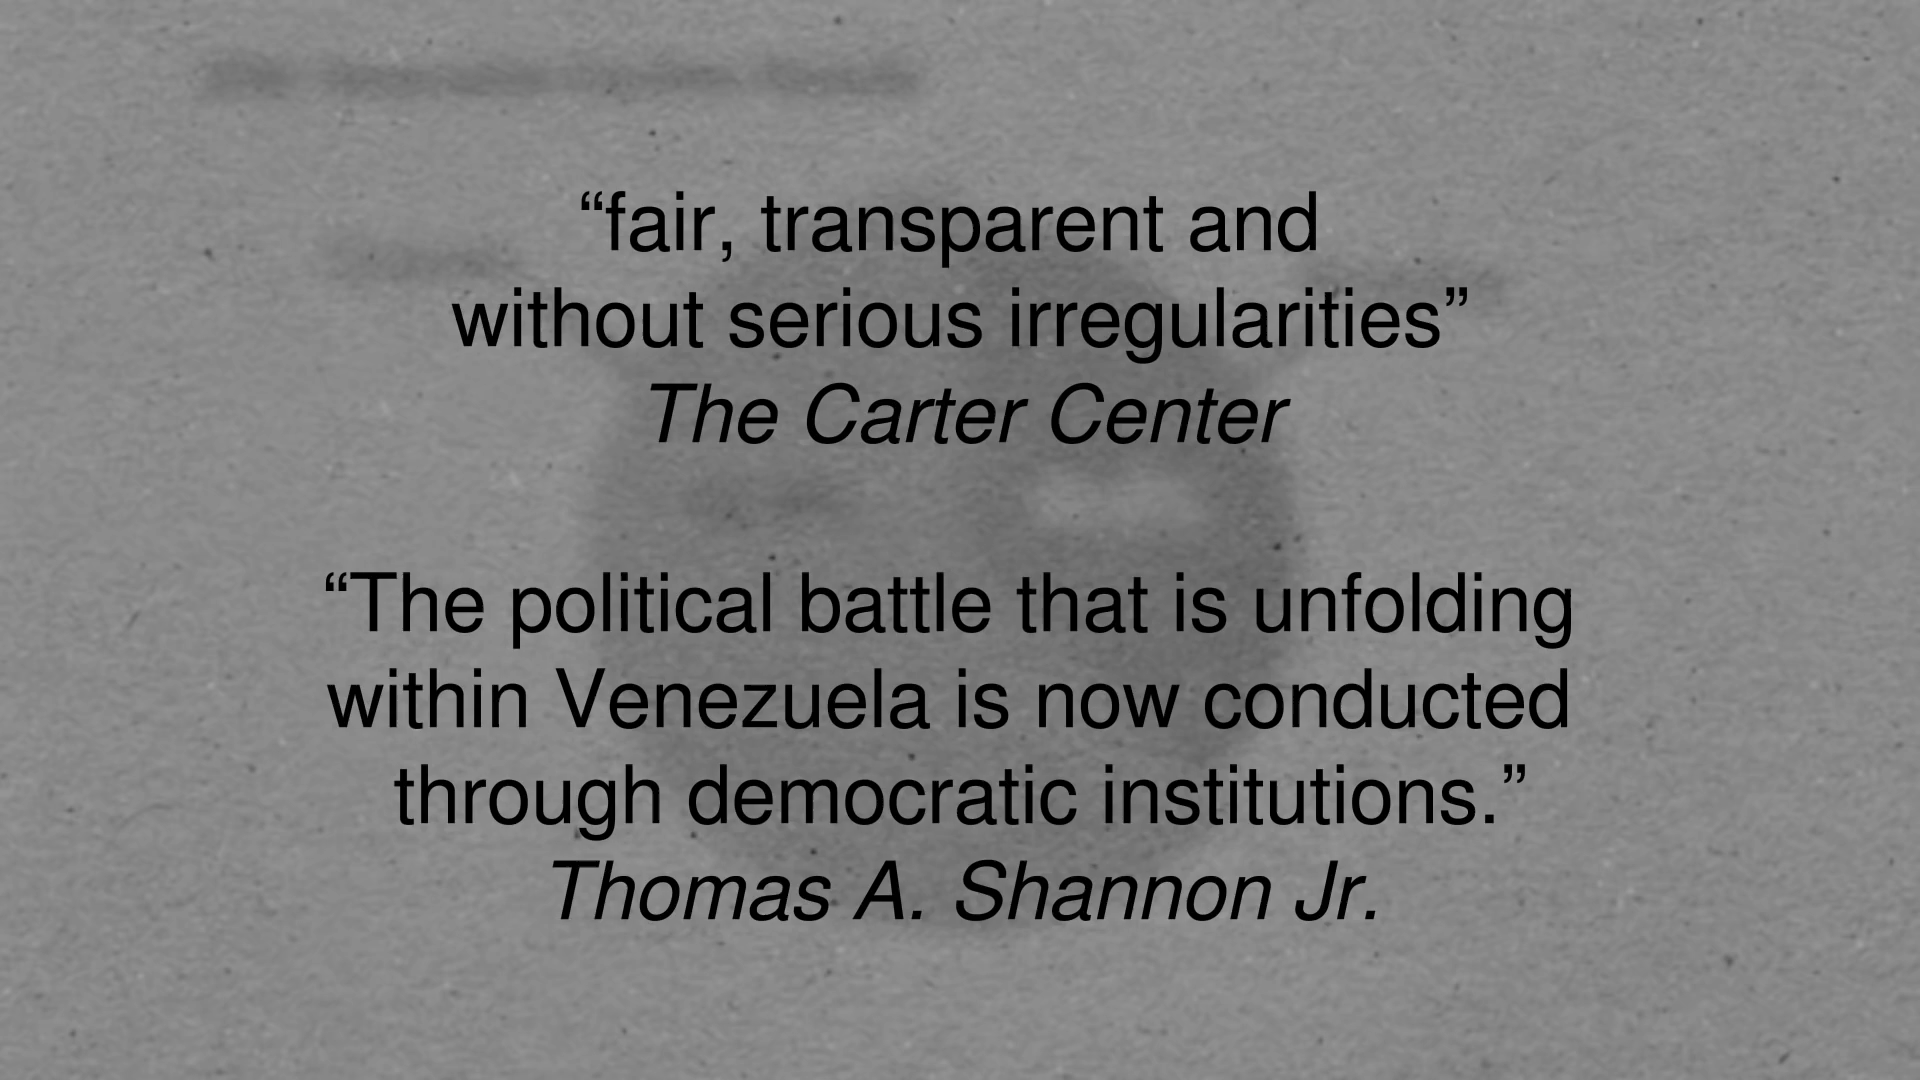 “fair, transparent and
without serious irregularities”
The Carter Center
“The political battle that is unfolding
within Venezuela is now conducted
through democratic institutions.”
Thomas A. Shannon Jr.